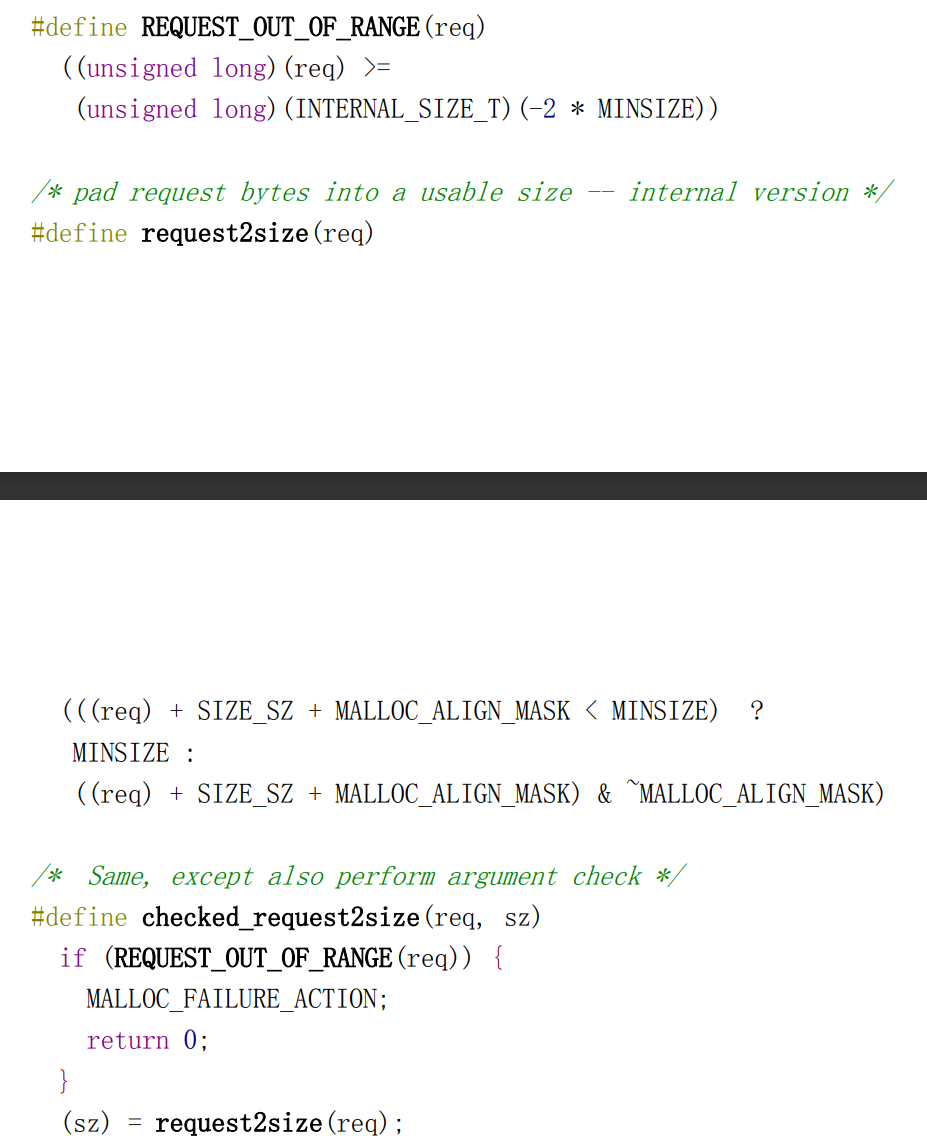 #define REQUEST_OUT_OF_RANGE(req)
((unsigned long)(req) >=
(unsigned long)(INTERNAL_SIZE_T)(-2 * MINSIZE))
/* pad request bytes into a usable size -- internal version */
#define request2size(req)
(((req) + SIZE_SZ + MALLOC_ALIGN_MASK < MINSIZE)  ?
MINSIZE :
((req) + SIZE_SZ + MALLOC_ALIGN_MASK) & ~MALLOC_ALIGN_MASK)
/*  Same, except also perform argument check */
#define checked_request2size(req, sz)
if (REQUEST_OUT_OF_RANGE(req)) {
MALLOC_FAILURE_ACTION;
return 0;
}
(sz) = request2size(req);